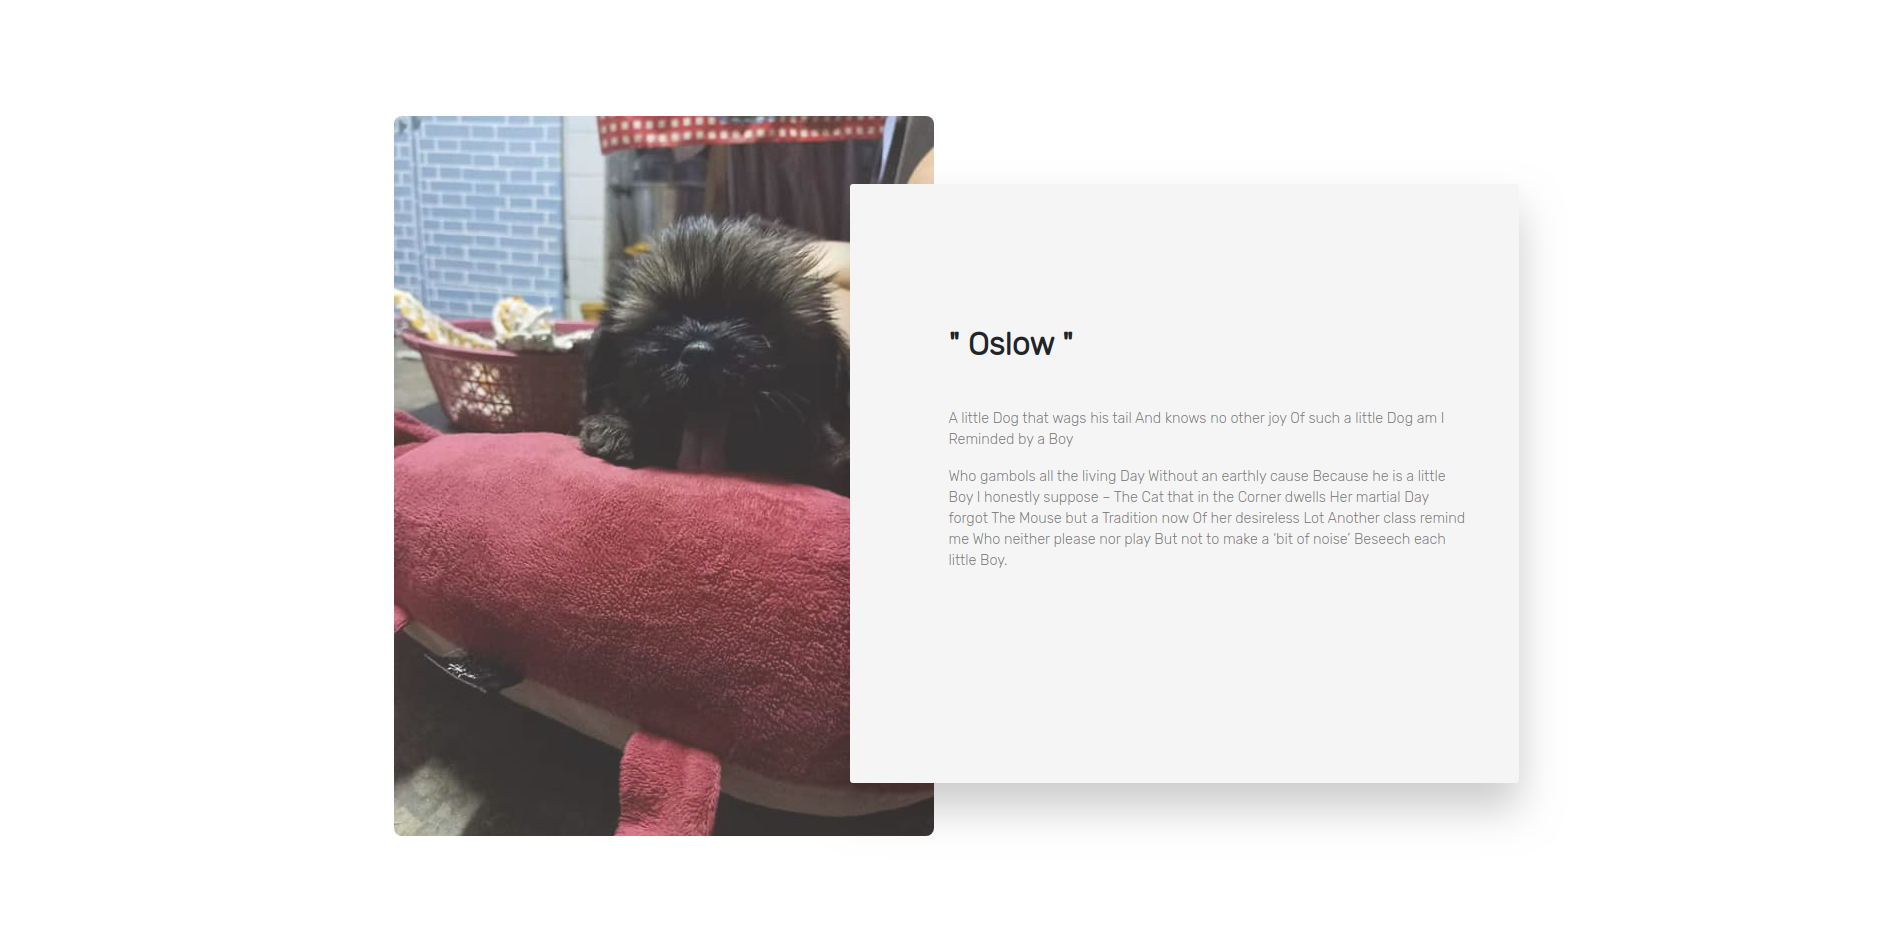 " Oslow "
A little Dog that wags his tail And knows no other joy Of such a little Dog am I
Reminded by a Boy
Who gambols all the living Day Without an earthly cause Because he is a little
Boy I honestly suppose – The Cat that in the Corner dwells Her martial Day
forgot The Mouse but a Tradition now Of her desireless Lot Another class remind
me Who neither please nor play But not to make a ‘bit of noise’ Beseech each
little Boy.